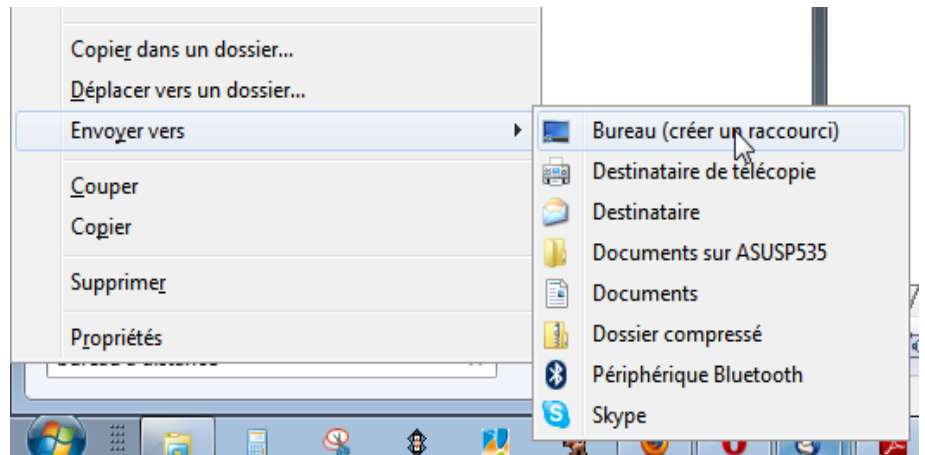 Copier dans un dossier...
Déplacer vers un dossier...
Envoyer vers
Couper
Copier
Supprimer
Propriétés
Bureau (créer un raccourci)
Destinataire de télécopie
Destinataire
Documents sur ASUSP535
Documents
Dossier compressé
Périphérique Bluetooth
Skype